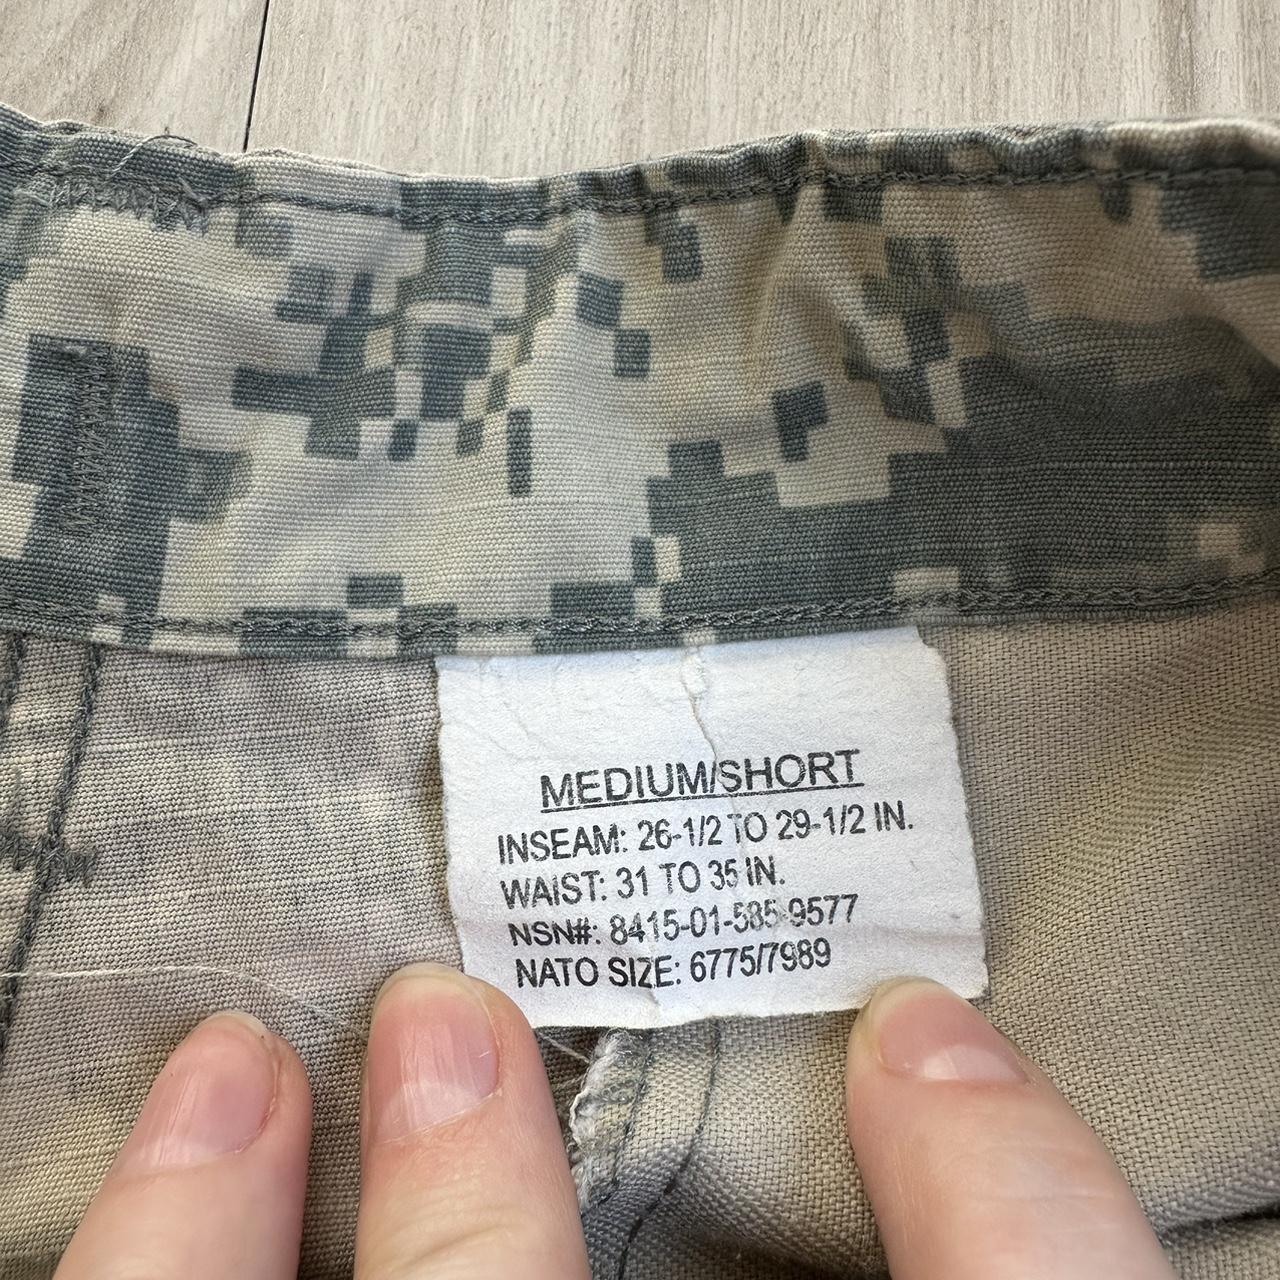 MEDIUM/SHORT
INSEAM: 26-1/2 TO 29-1/2 IN.
WAIST: 31 TO 35 IN.
NSN#: 8415-01-585-9577
NATO SIZE: 6775/7989